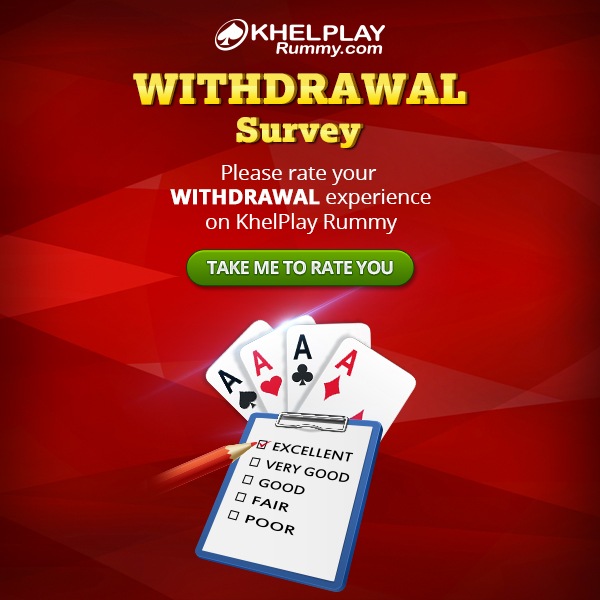 KHELPLAY
Rummy.com
WITHDRAWAL
Survey
Please rate your
WITHDRAWAL experience
on KhelPlay Rummy
TAKE ME TO RATE YOU
A
A
A
A
EXCELLENT
VERY GOOD
GOOD
FAIR
POOR